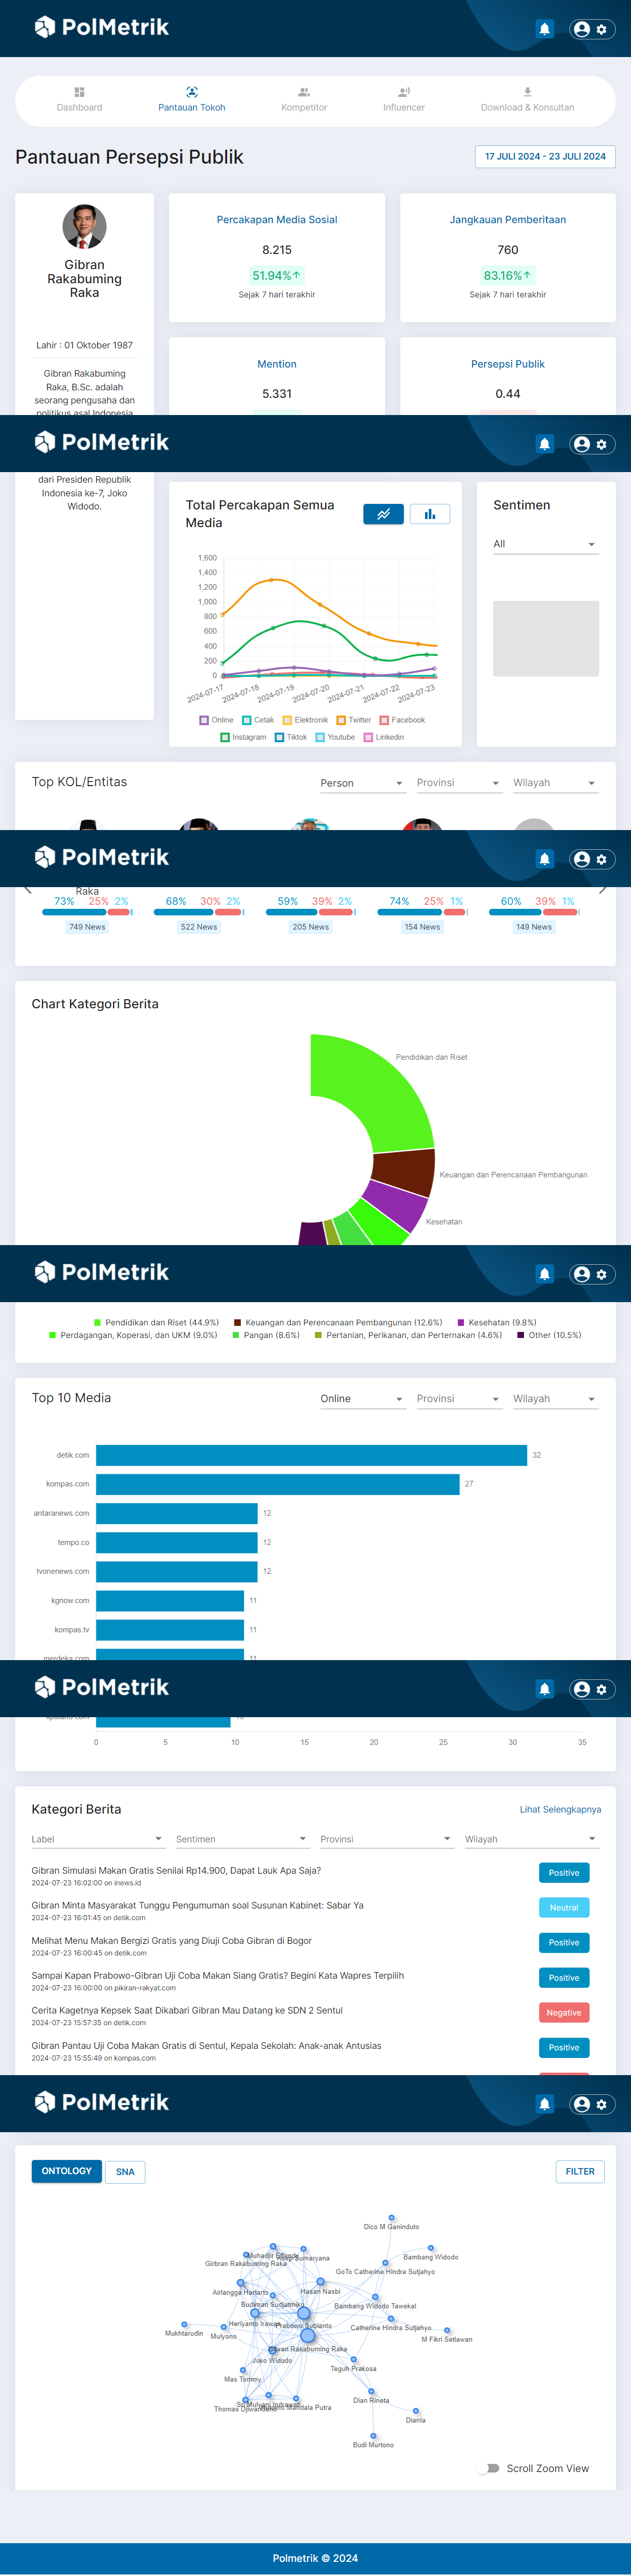 PolMetrik
Dashboard
Pantauan Tokoh
Kompetitor
Influencer
Download & Konsultan
Pantauan Persepsi Publik
17 JULI 2024 - 23 JULI 2024
Gibran
Rakabuming
Raka
Lahir : 01 Oktober 1987
Gibran Rakabuming
Raka, B.Sc. adalah
seorang pengusaha dan
politikus asal Indonesia
Percakapan Media Sosial
8.215
51.94%↑
Sejak 7 hari terakhir
Jangkauan Pemberitaan
760
83.16%↑
Sejak 7 hari terakhir
Mention
5.331
Persepsi Publik
0.44
PolMetrik
dari Presiden Republik
Indonesia ke-7, Joko
Widodo.
Total Percakapan Semua
Media
1,600
1,400
1,200
1,000
800
600
400
200
0
2024-07-17
2024-07-18
2024-07-19
2024-07-20
2024-07-21
2024-07-22
2024-07-23
Online Cetak Elektronik Twitter Facebook
Instagram Tiktok Youtube Linkedin
Sentimen
All
Top KOL/Entitas
Person
Provinsi
Wilayah
PolMetrik
Raka
73% 25% 2%
749 News
68% 30% 2%
522 News
59% 39% 2%
205 News
74% 25% 1%
154 News
60% 39% 1%
149 News
Chart Kategori Berita
Pendidikan dan Riset
Keuangan dan Perencanaan Pembangunan
Kesehatan
PolMetrik
Pendidikan dan Riset (44.9%) Keuangan dan Perencanaan Pembangunan (12.6%) Kesehatan (9.8%)
Perdagangan, Koperasi, dan UKM (9.0%) Pangan (8.6%) Pertanian, Perikanan, dan Perternakan (4.6%) Other (10.5%)
Top 10 Media
Online
Provinsi
Wilayah
detik.com 32
kompas.com 27
antaranews.com 12
tempo.co 12
tvonenews.com 12
kgnow.com 11
kompas.tv 11
merdeka.com 11
PolMetrik
0 5 10 15 20 25 30 35
Kategori Berita
Lihat Selengkapnya
Label
Sentimen
Provinsi
Wilayah
Gibran Simulasi Makan Gratis Senilai Rp14.900, Dapat Lauk Apa Saja?
2024-07-23 16:02:00 on inews.id
Positive
Gibran Minta Masyarakat Tunggu Pengumuman soal Susunan Kabinet: Sabar Ya
2024-07-23 16:01:45 on detik.com
Neutral
Melihat Menu Makan Bergizi Gratis yang Diuji Coba Gibran di Bogor
2024-07-23 16:00:45 on detik.com
Positive
Sampai Kapan Prabowo-Gibran Uji Coba Makan Siang Gratis? Begini Kata Wapres Terpilih
2024-07-23 16:00:00 on pikiran-rakyat.com
Positive
Cerita Kagetnya Kepsek Saat Dikabari Gibran Mau Datang ke SDN 2 Sentul
2024-07-23 15:57:35 on detik.com
Negative
Gibran Pantau Uji Coba Makan Gratis di Sentul, Kepala Sekolah: Anak-anak Antusias
2024-07-23 15:55:49 on kompas.com
Positive
PolMetrik
ONTOLOGY
SNA
FILTER
Dico M Ganinduto
Bambang Widodo
Girbran Rakabuming Raka
GoTo Catherine Hindra Sutjahyo
Airlangga Hartarto
Hasan Nasbi
Budiman Sudjatmiko
Bambang Widodo Tawekal
Heriyanto Irawan
Prabowo Subianto
Catherine Hindra Sutjahyo
Mukhtarudin
Mulyono
M Fikri Setiawan
Gibran Rakabuming Raka
Joko Widodo
Teguh Prakosa
Mas Tommy
Dian Rineta
Sri Mulyani Indrawati
Thomas Djiwandono
Mandala Putra
Dianla
Budi Murtono
Scroll Zoom View
Polmetrik © 2024